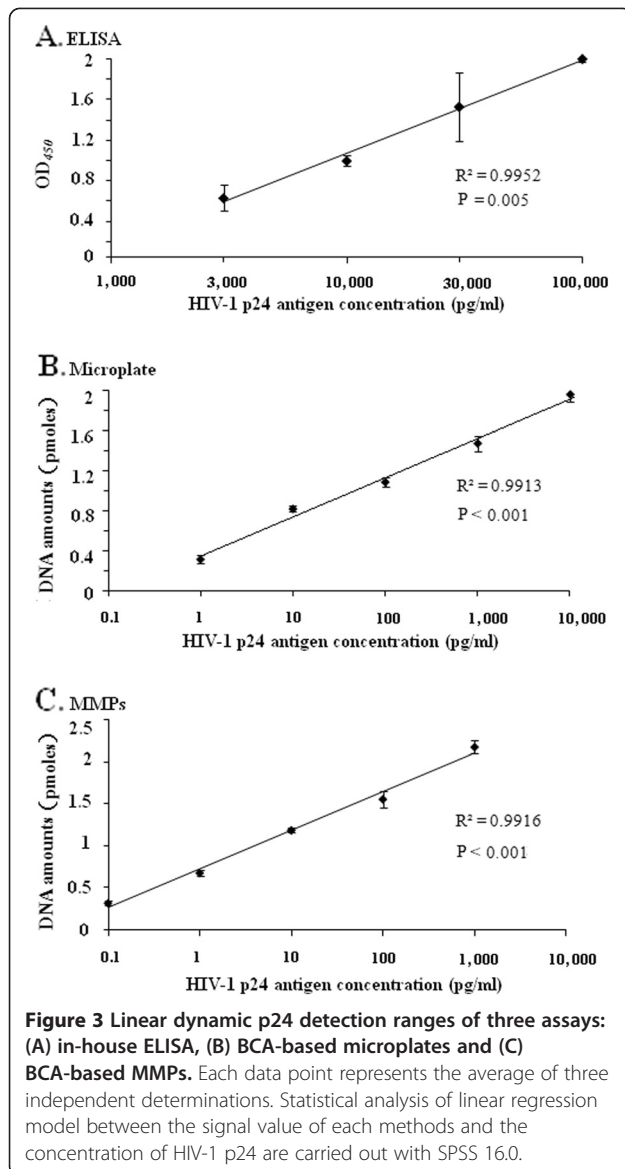 A. ELISA
2
1.6
1.2
0.8
0.4
0
OD450
R² = 0.9952
P = 0.005
1,000 3,000 10,000 30,000 100,000
HIV-1 p24 antigen concentration (pg/ml)
B. Microplate
2
1.6
1.2
0.8
0.4
0
DNA amounts (pmoles)
R² = 0.9913
P < 0.001
0.1 1 10 100 1,000 10,000
HIV-1 p24 antigen concentration (pg/ml)
C. MMPs
2.5
2
1.5
1
0.5
0
DNA amounts (pmoles)
R² = 0.9916
P < 0.001
0.1 1 10 100 1,000 10,000
HIV-1 p24 antigen concentration (pg/ml)
Figure 3 Linear dynamic p24 detection ranges of three assays:
(A) in-house ELISA, (B) BCA-based microplates and (C)
BCA-based MMPs. Each data point represents the average of three
independent determinations. Statistical analysis of linear regression
model between the signal value of each methods and the
concentration of HIV-1 p24 are carried out with SPSS 16.0.